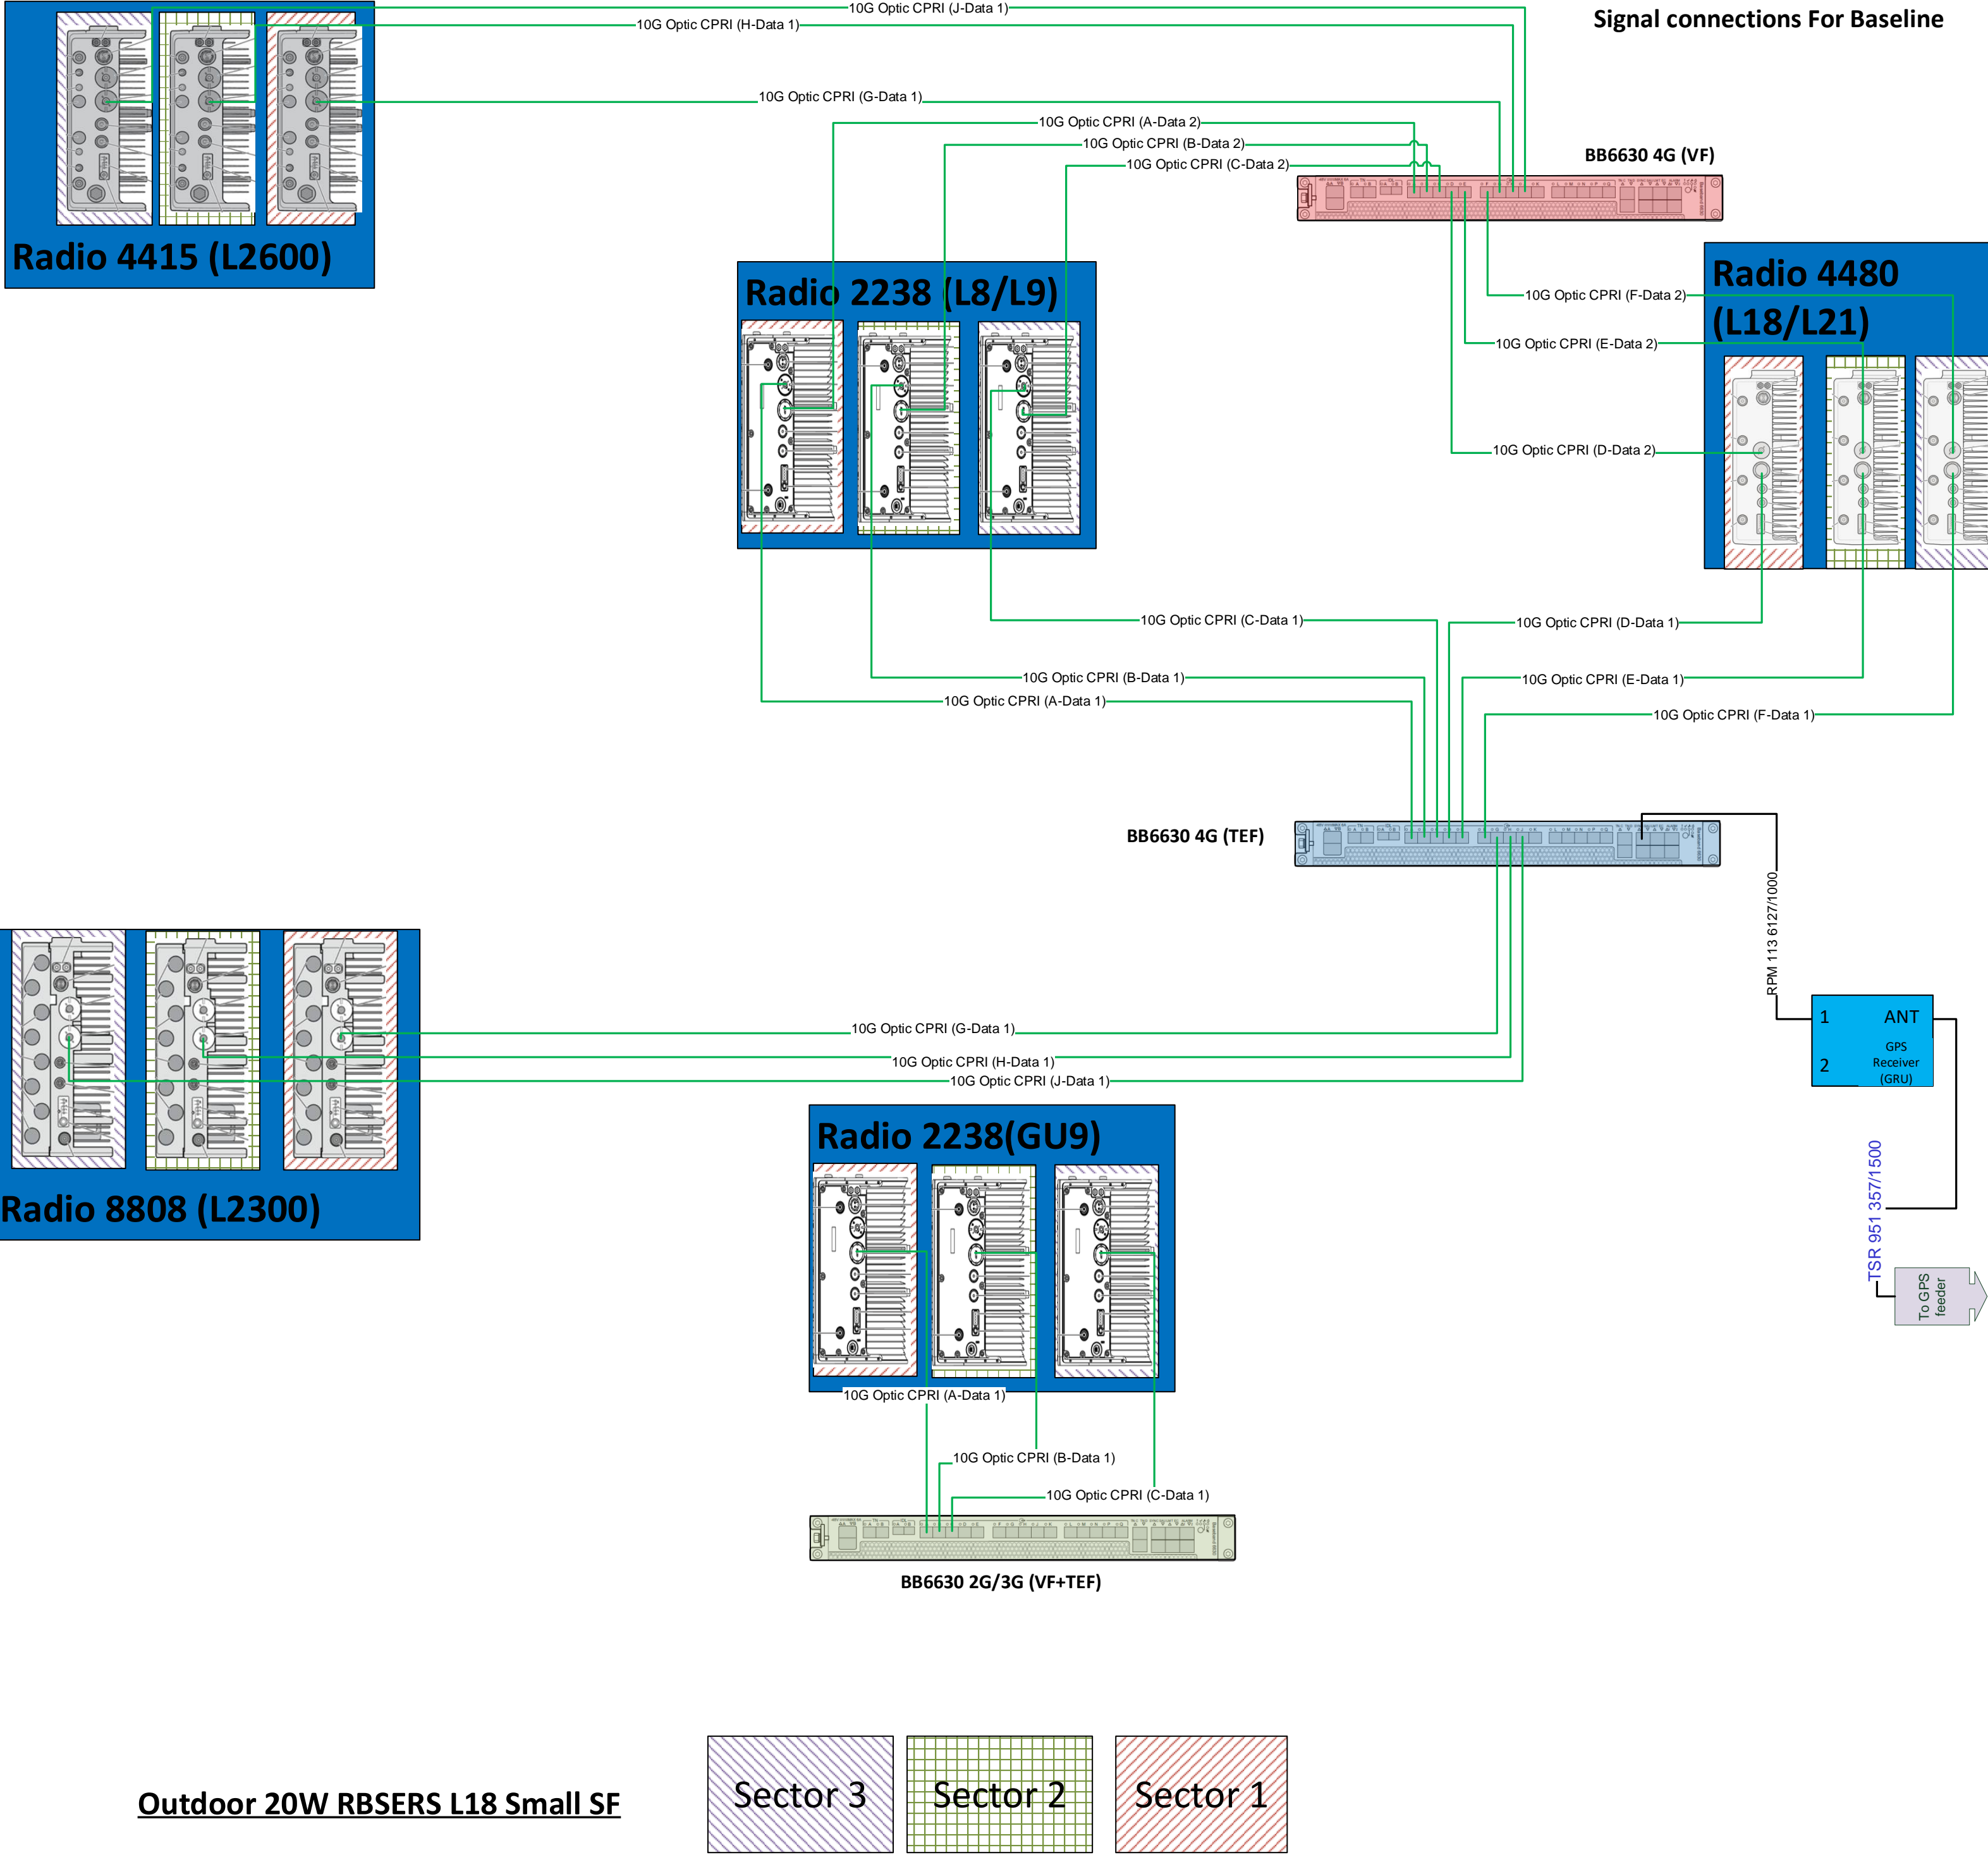 Signal connections For Baseline
10G Optic CPRI (J-Data 1)
10G Optic CPRI (H-Data 1)
10G Optic CPRI (G-Data 1)
10G Optic CPRI (A-Data 2)
10G Optic CPRI (B-Data 2)
10G Optic CPRI (C-Data 2)
BB6630 4G (VF)
Radio 4415 (L2600)
Radio 2238 (L8/L9)
Radio 4480
(L18/L21)
10G Optic CPRI (F-Data 2)
10G Optic CPRI (E-Data 2)
10G Optic CPRI (D-Data 2)
10G Optic CPRI (C-Data 1)
10G Optic CPRI (D-Data 1)
10G Optic CPRI (B-Data 1)
10G Optic CPRI (E-Data 1)
10G Optic CPRI (A-Data 1)
10G Optic CPRI (F-Data 1)
BB6630 4G (TEF)
RPM 113 6127/1000
1 ANT
GPS
2 Receiver
(GRU)
10G Optic CPRI (G-Data 1)
10G Optic CPRI (H-Data 1)
10G Optic CPRI (J-Data 1)
Radio 8808 (L2300)
Radio 2238(GU9)
TSR 951 357/1500
To GPS
feeder
10G Optic CPRI (A-Data 1)
10G Optic CPRI (B-Data 1)
10G Optic CPRI (C-Data 1)
BB6630 2G/3G (VF+TEF)
Outdoor 20W RBSERS L18 Small SF
Sector 3
Sector 2
Sector 1